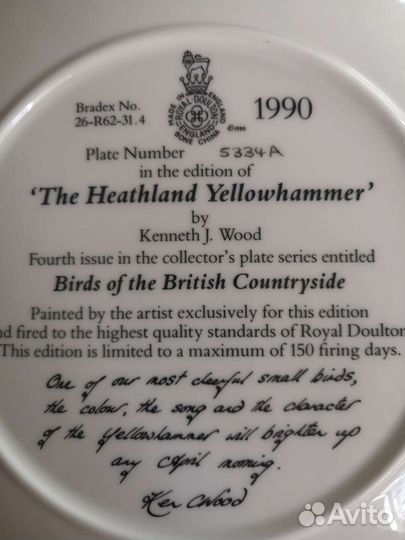 MADE IN ENGLAND
ROYAL DOULTON
ENGLAND
BONE CHINA
©1990
Bradex No.
26-R62-31.4
1990
Plate Number 5334A
in the edition of
'The Heathland Yellowhammer'
by
Kenneth J. Wood
Fourth issue in the collector's plate series entitled
Birds of the British Countryside
Painted by the artist exclusively for this edition
nd fired to the highest quality standards of Royal Doulton
This edition is limited to a maximum of 150 firing days.
One of our most cheerful small birds,
the colour, the song and the character
of the Yellowhammer will brighten up
any April morning.
Ken Wood
Avito